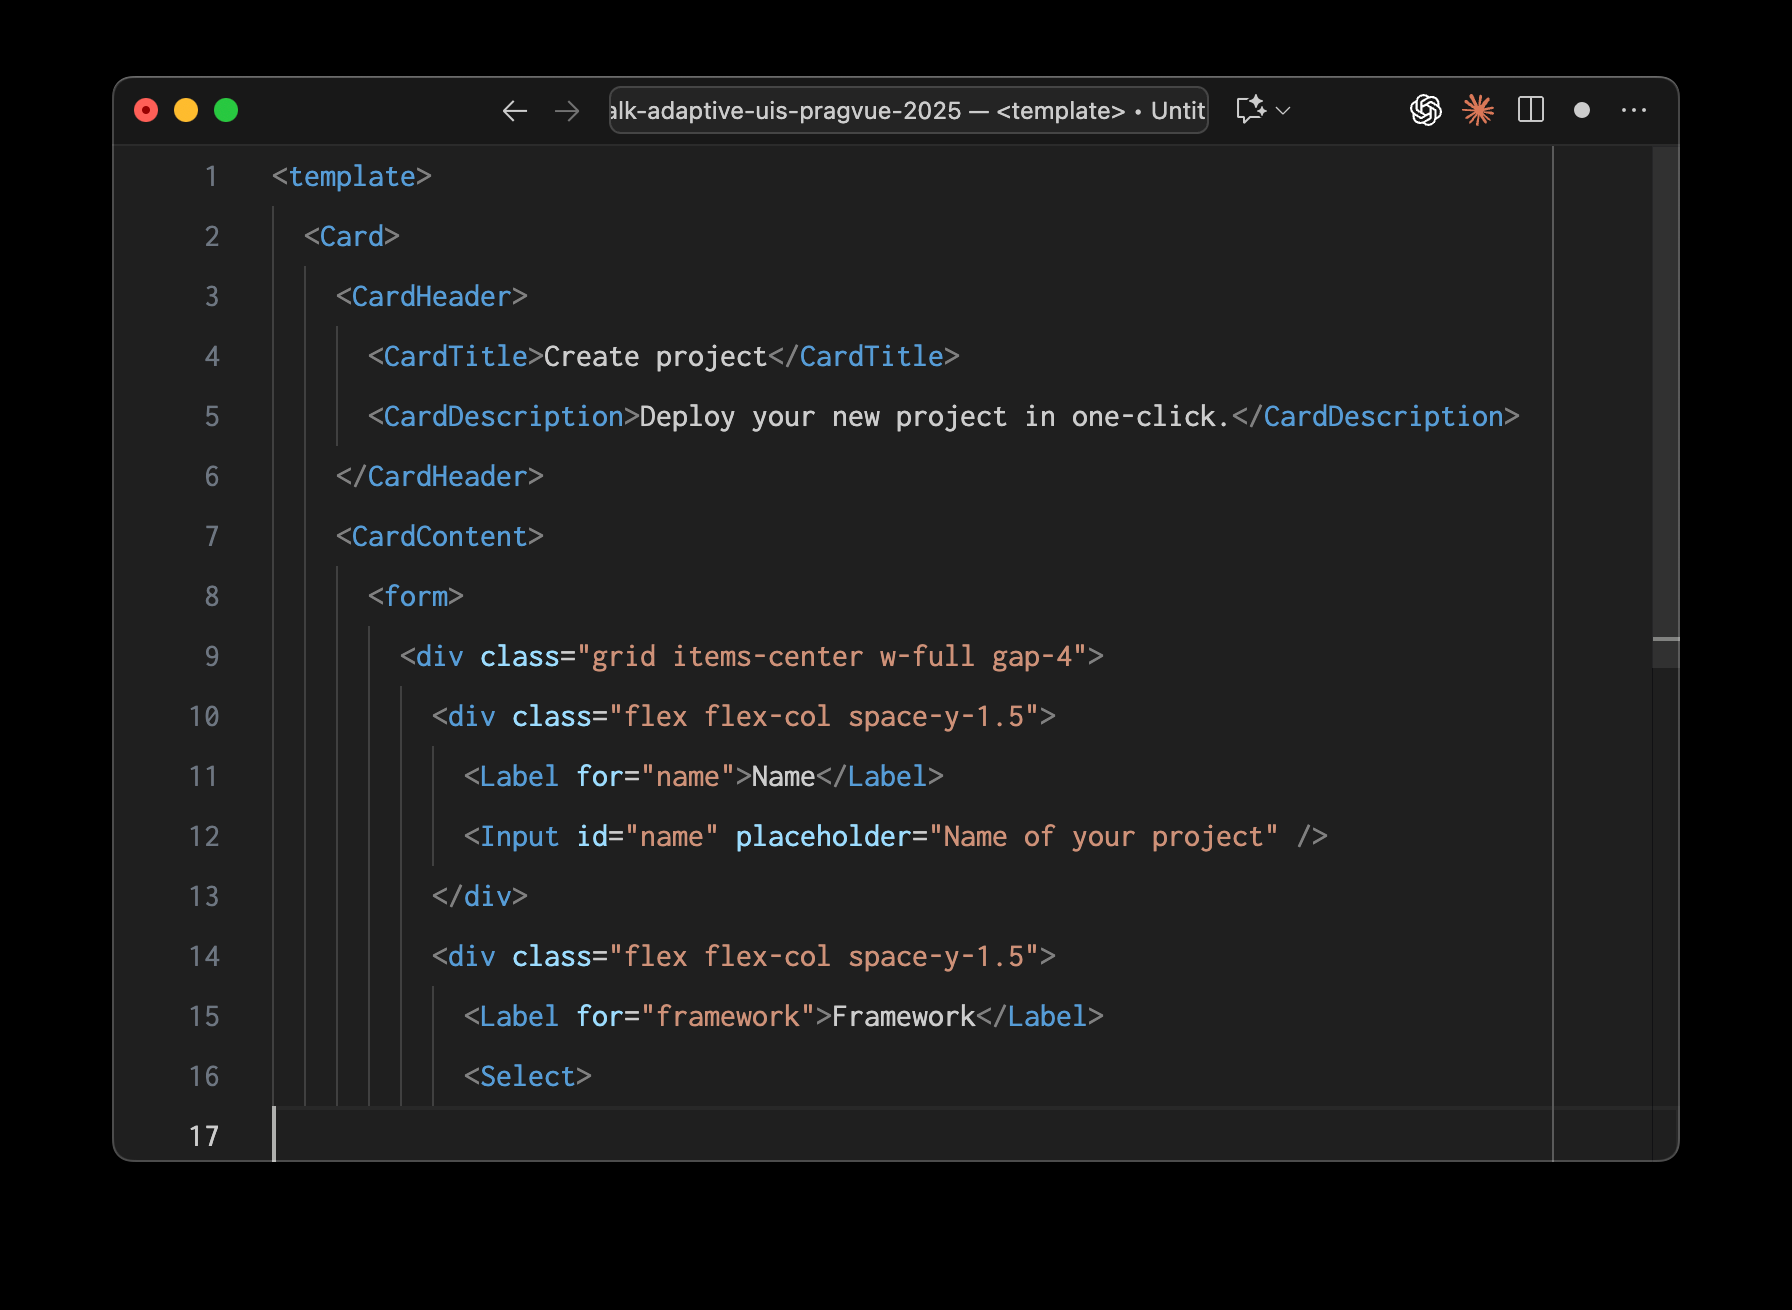 alk-adaptive-uis-pragvue-2025 — <template> • Untit
1 <template>
2 <Card>
3 <CardHeader>
4 <CardTitle>Create project</CardTitle>
5 <CardDescription>Deploy your new project in one-click.</CardDescription>
6 </CardHeader>
7 <CardContent>
8 <form>
9 <div class="grid items-center w-full gap-4">
10 <div class="flex flex-col space-y-1.5">
11 <Label for="name">Name</Label>
12 <Input id="name" placeholder="Name of your project" />
13 </div>
14 <div class="flex flex-col space-y-1.5">
15 <Label for="framework">Framework</Label>
16 <Select>
17